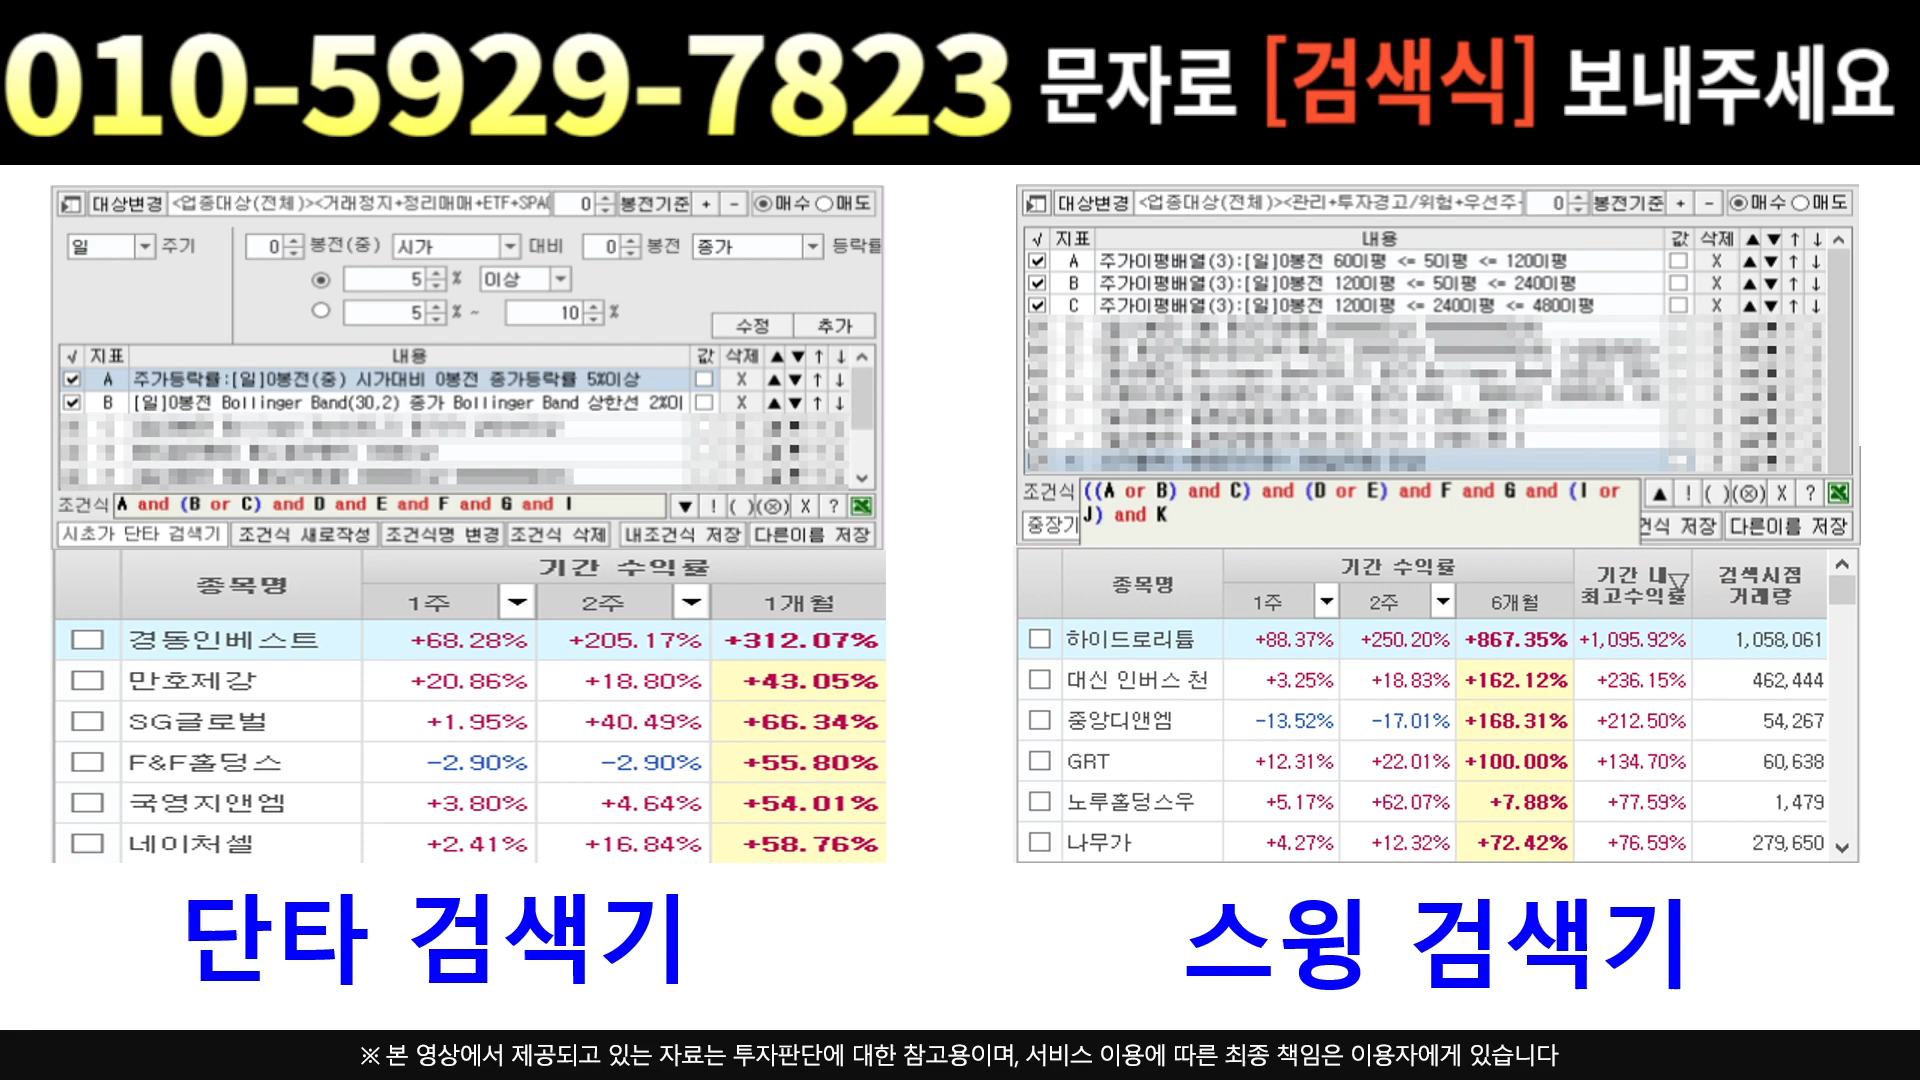 010-5929-7823 문자로 [검색식] 보내주세요
대상변경 <업종대상(전체)><거래정지+정리매매+ETF+SPAC 0 봉전기준 + - 매수 매도
일 주기 0 봉전(중) 시가 대비 0 봉전 종가 등락률
5 % 이상
5 % ~ 10 %
수정 추가
√ 지표 내용 값 삭제 ▲ ▼ ↑ ↓
A 주가등락률:[일]0봉전(중) 시가대비 0봉전 종가등락률 5%이상 X ▲ ▼ ↑ ↓
B [일]0봉전 Bollinger Band(30,2) 종가 Bollinger Band 상한선 2%이 X ▲ ▼ ↑ ↓
조건식 A and (B or C) and D and E and F and G and I ▼ ! ( )(⊗) X ?
시초가 단타 검색기 조건식 새로작성 조건식명 변경 조건식 삭제 내조건식 저장 다른이름 저장
종목명 기간 수익률
1주 2주 1개월
경동인베스트 +68.28% +205.17% +312.07%
만호제강 +20.86% +18.80% +43.05%
SG글로벌 +1.95% +40.49% +66.34%
F&F홀딩스 -2.90% -2.90% +55.80%
국영지앤엠 +3.80% +4.64% +54.01%
네이처셀 +2.41% +16.84% +58.76%
단타 검색기
대상변경 <업종대상(전체)><관리+투자경고/위험+우선주+ 0 봉전기준 + - 매수 매도
√ 지표 내용 값 삭제 ▲ ▼ ↑ ↓
A 주가이평배열(3):[일]0봉전 60이평 <= 5이평 <= 120이평 X ▲ ▼ ↑ ↓
B 주가이평배열(3):[일]0봉전 120이평 <= 5이평 <= 240이평 X ▲ ▼ ↑ ↓
C 주가이평배열(3):[일]0봉전 120이평 <= 240이평 <= 480이평 X ▲ ▼ ↑ ↓
조건식 ((A or B) and C) and (D or E) and F and G and (I or ▲ ! ( )(⊗) X ?
중장기 J) and K 건식 저장 다른이름 저장
종목명 기간 수익률 기간 내 최고수익률 검색시점 거래량
1주 2주 6개월
하이드로리튬 +88.37% +250.20% +867.35% +1,095.92% 1,058,061
대신 인버스 천 +3.25% +18.83% +162.12% +236.15% 462,444
중앙디앤엠 -13.52% -17.01% +168.31% +212.50% 54,267
GRT +12.31% +22.01% +100.00% +134.70% 60,638
노루홀딩스우 +5.17% +62.07% +7.88% +77.59% 1,479
나무가 +4.27% +12.32% +72.42% +76.59% 279,650
스윙 검색기
※ 본 영상에서 제공되고 있는 자료는 투자판단에 대한 참고용이며, 서비스 이용에 따른 최종 책임은 이용자에게 있습니다